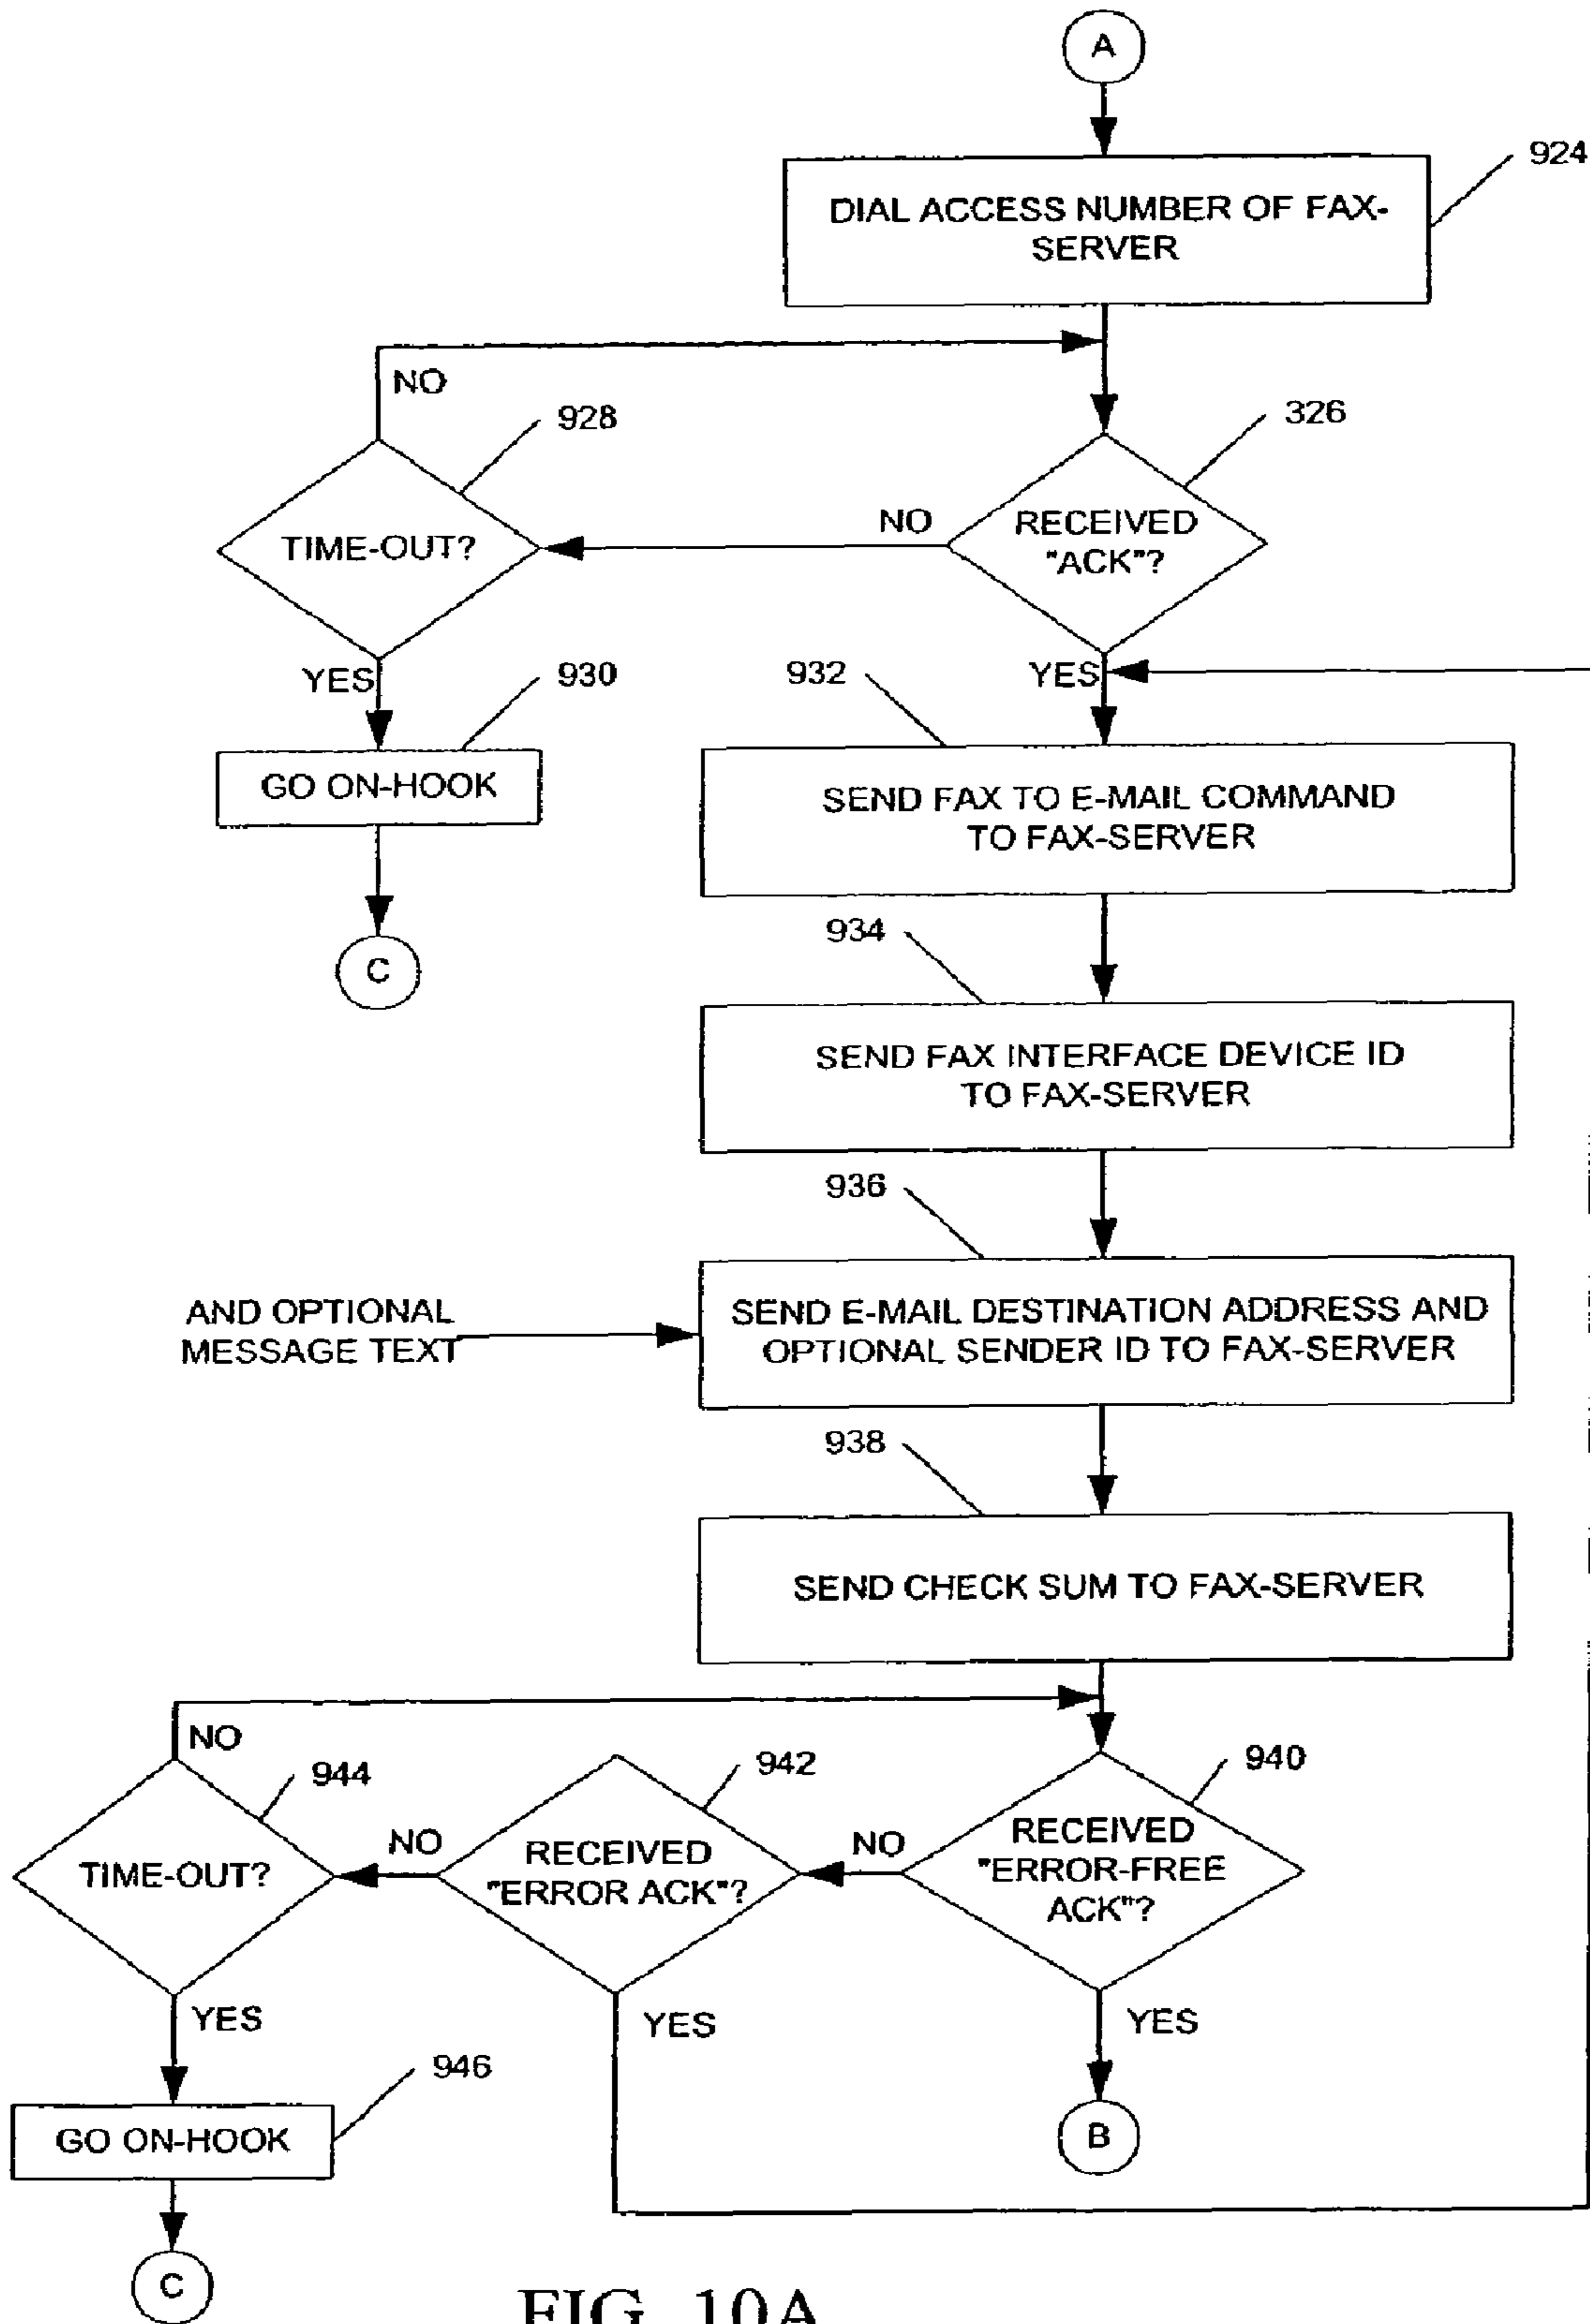 A
924
DIAL ACCESS NUMBER OF FAX-
SERVER
NO
928
326
TIME-OUT?
NO
RECEIVED
"ACK"?
YES
930
932
YES
GO ON-HOOK
SEND FAX TO E-MAIL COMMAND
TO FAX-SERVER
934
C
SEND FAX INTERFACE DEVICE ID
TO FAX-SERVER
936
AND OPTIONAL
MESSAGE TEXT
SEND E-MAIL DESTINATION ADDRESS AND
OPTIONAL SENDER ID TO FAX-SERVER
938
SEND CHECK SUM TO FAX-SERVER
NO
944
942
940
TIME-OUT?
NO
RECEIVED
"ERROR ACK"?
NO
RECEIVED
"ERROR-FREE
ACK"?
YES
YES
YES
946
GO ON-HOOK
B
C
FIG. 10A